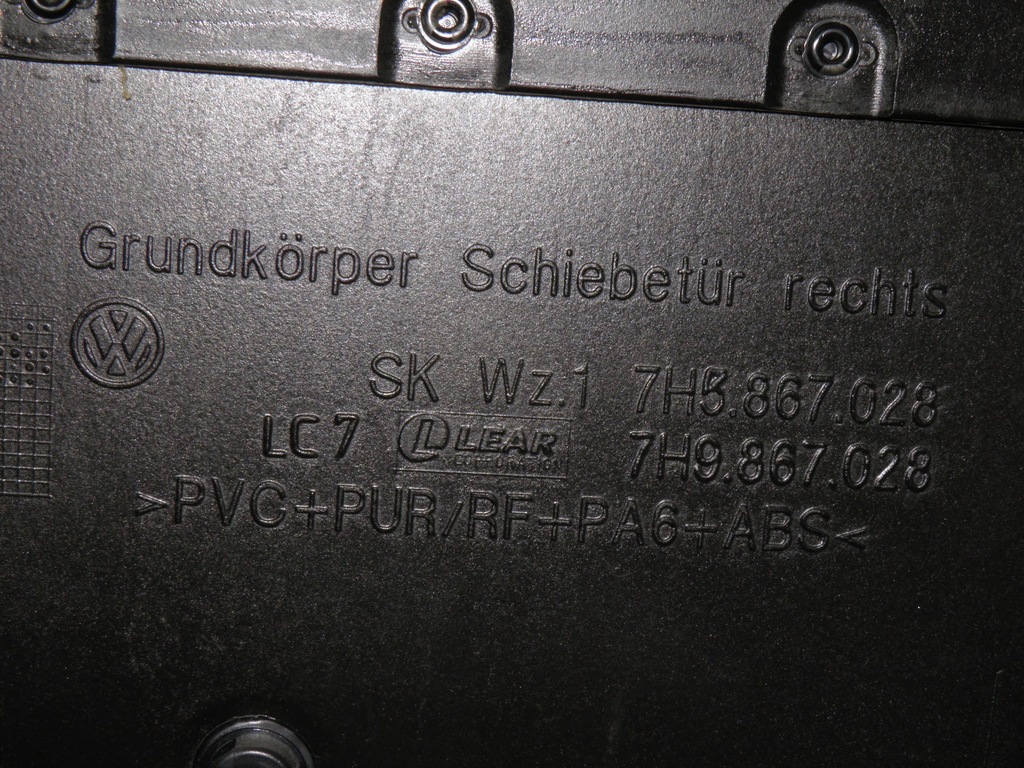 Grundkörper Schiebetür rechts
SK Wz.1 7H5.867.028
LC7 LEAR 7H9.867.028
CORPORATION
>PVC+PUR/RF+PA6+ABS<